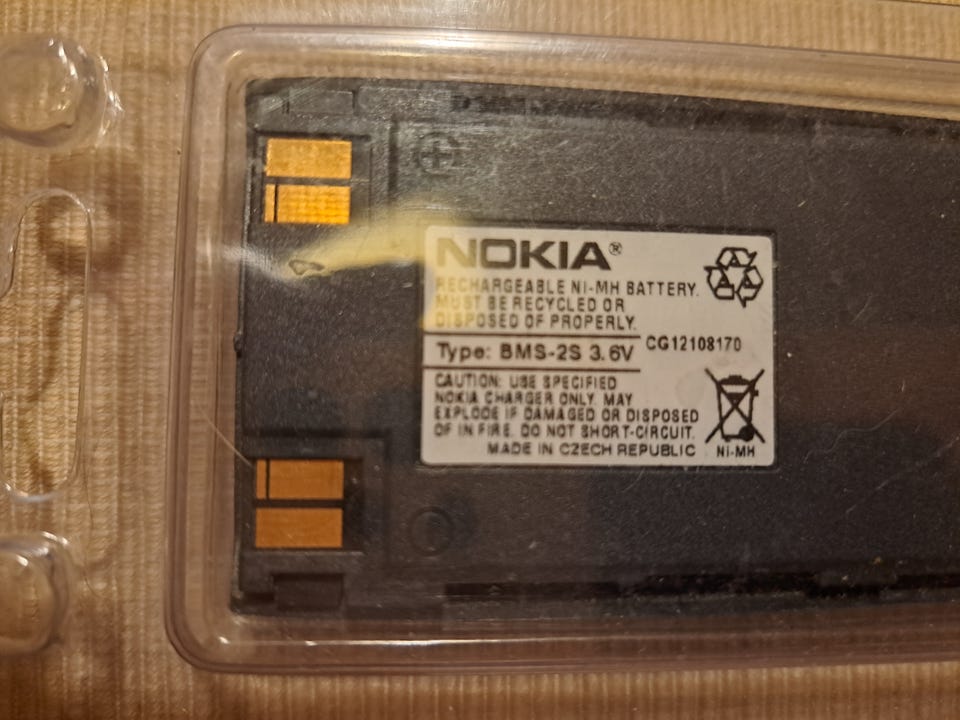 NOKIA®
RECHARGEABLE NI-MH BATTERY.
MUST BE RECYCLED OR
DISPOSED OF PROPERLY.
Type: BMS-2S 3.6V
CG12108170
CAUTION: USE SPECIFIED
NOKIA CHARGER ONLY. MAY
EXPLODE IF DAMAGED OR DISPOSED
OF IN FIRE. DO NOT SHORT-CIRCUIT.
MADE IN CZECH REPUBLIC
Ni-MH